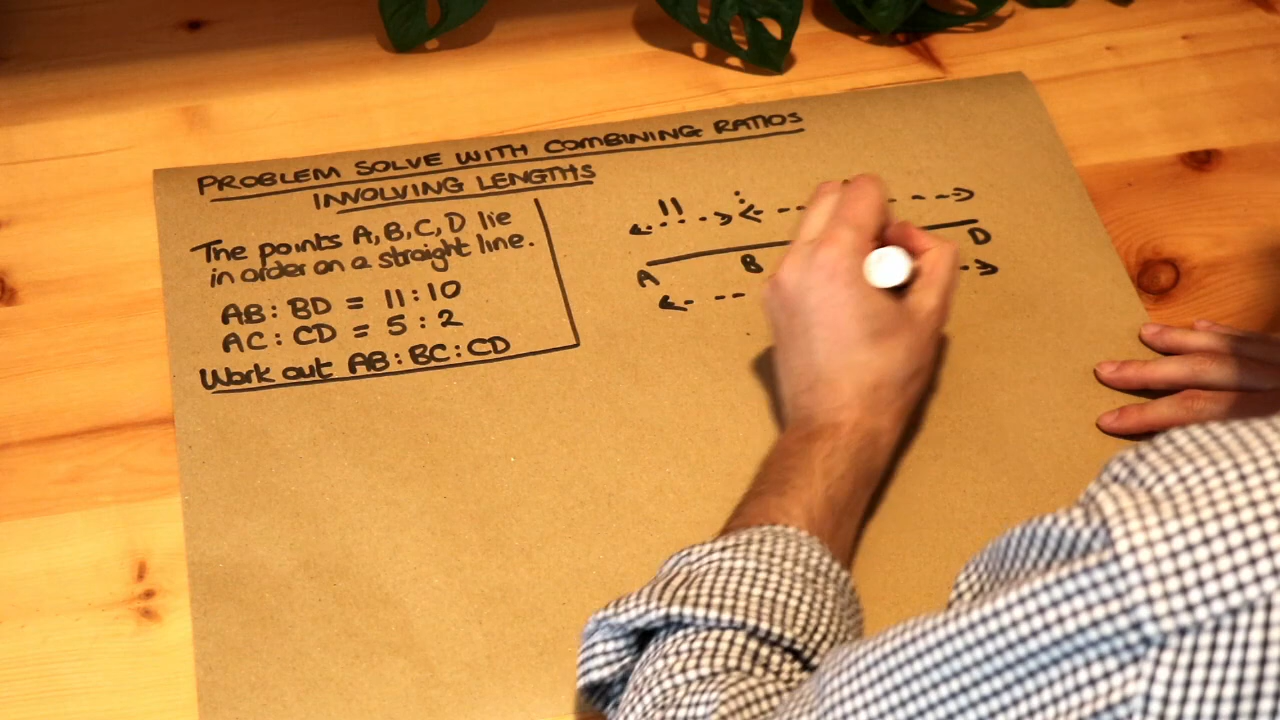 PROBLEM SOLVE WITH COMBINING RATIOS
INVOLVING LENGTHS
The points A, B, C, D lie
in order on a straight line.
AB : BD = 11 : 10
AC : CD = 5 : 2
Work out AB : BC : CD
11 :
A B D